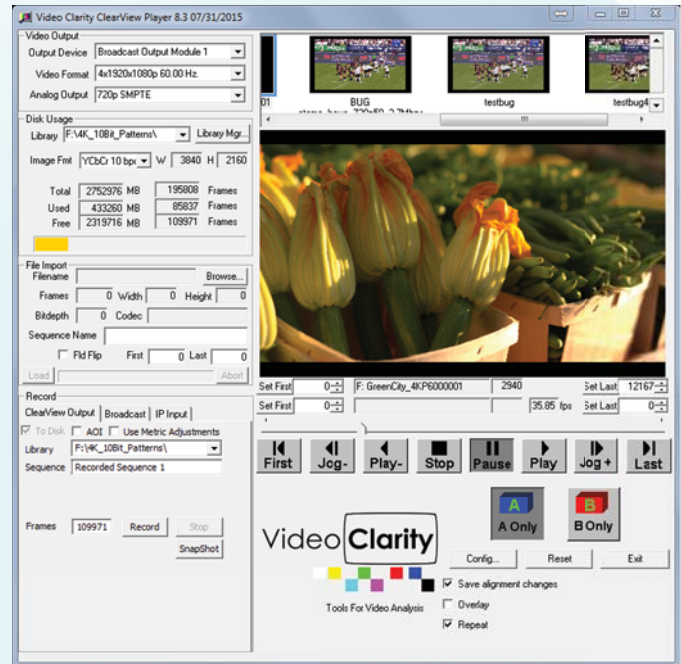 Video Clarity ClearView Player 8.3 07/31/2015
Video Output
Output Device Broadcast Output Module 1
Video Format 4x1920x1080p 60.00 Hz.
Analog Output 720p SMPTE
Disk Usage
Library F:\4K_10Bit_Patterns\ Library Mgr...
Image Fmt YCbCr 10 bpc W 3840 H 2160
Total 2752976 MB 195808 Frames
Used 433260 MB 85837 Frames
Free 2319716 MB 109971 Frames
File Import
Filename Browse...
Frames 0 Width 0 Height 0
Bitdepth 0 Codec
Sequence Name
Fld Flip First 0 Last 0
Load Abort
Record
ClearView Output Broadcast IP Input
To Disk AOI Use Metric Adjustments
Library F:\4K_10Bit_Patterns\
Sequence Recorded Sequence 1
Frames 109971 Record Stop
SnapShot
01 BUG testbug testbug4
Set First 0 F: GreenCity_4KP6000001 2940 Set Last 12167
Set First 0 35.85 fps Set Last 0
First Jog- Play- Stop Pause Play Jog + Last
A B
A Only B Only
Video Clarity
Tools For Video Analysis
Config... Reset Exit
Save alignment changes
Overlay
Repeat